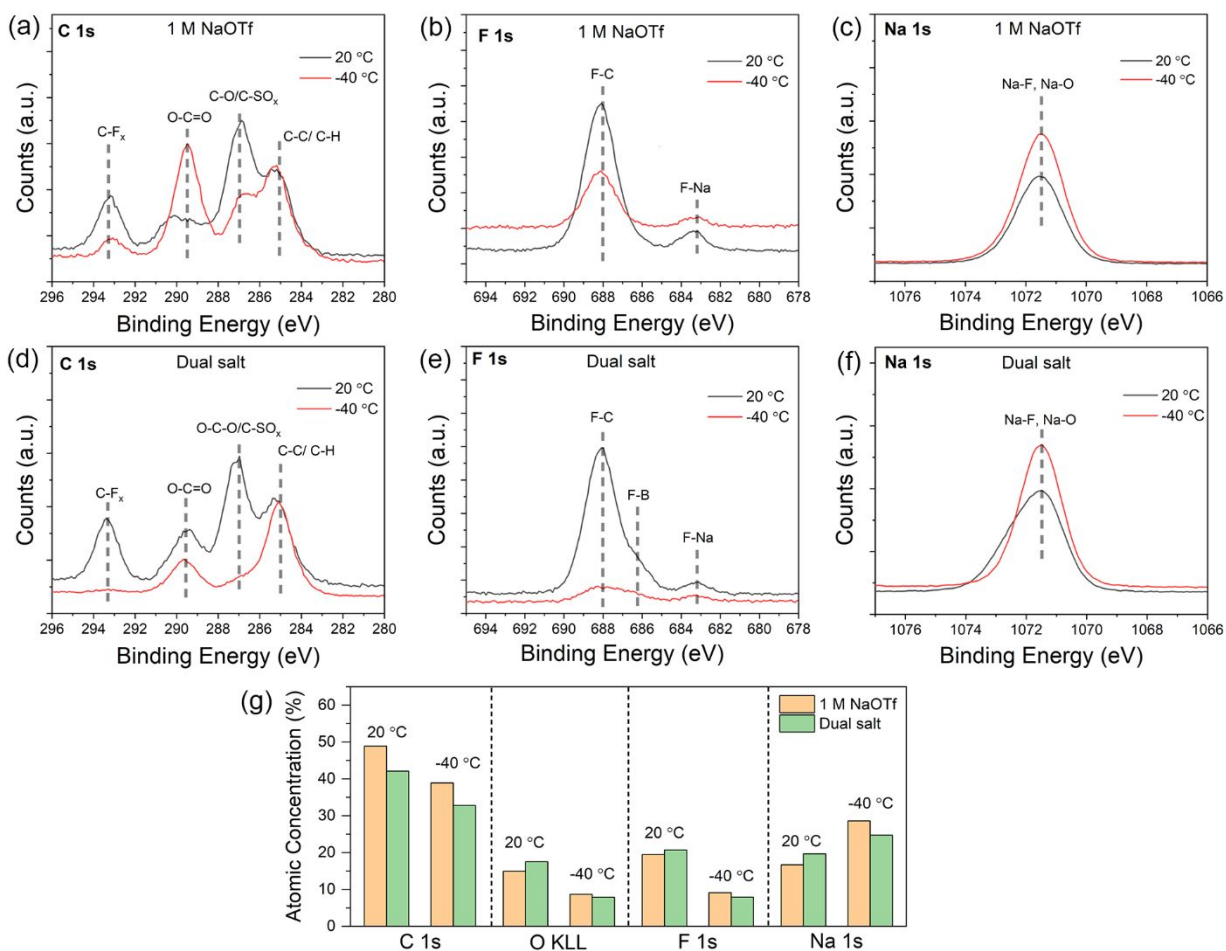 (a) C 1s 1 M NaOTf
20 °C
-40 °C
C-Fₓ
O-C=O
C-O/C-SOₓ
C-C/ C-H
Counts (a.u.)
296 294 292 290 288 286 284 282 280
Binding Energy (eV)
(b) F 1s 1 M NaOTf
20 °C
-40 °C
F-C
F-Na
Counts (a.u.)
694 692 690 688 686 684 682 680 678
Binding Energy (eV)
(c) Na 1s 1 M NaOTf
20 °C
-40 °C
Na-F, Na-O
Counts (a.u.)
1076 1074 1072 1070 1068 1066
Binding Energy (eV)
(d) C 1s Dual salt
20 °C
-40 °C
C-Fₓ
O-C=O
O-C-O/C-SOₓ
C-C/ C-H
Counts (a.u.)
296 294 292 290 288 286 284 282 280
Binding Energy (eV)
(e) F 1s Dual salt
20 °C
-40 °C
F-C
F-B
F-Na
Counts (a.u.)
694 692 690 688 686 684 682 680 678
Binding Energy (eV)
(f) Na 1s Dual salt
20 °C
-40 °C
Na-F, Na-O
Counts (a.u.)
1076 1074 1072 1070 1068 1066
Binding Energy (eV)
(g)
1 M NaOTf
Dual salt
Atomic Concentration (%)
60
50
40
30
20
10
0
20 °C
-40 °C
20 °C
-40 °C
20 °C
-40 °C
20 °C
-40 °C
C 1s O KLL F 1s Na 1s